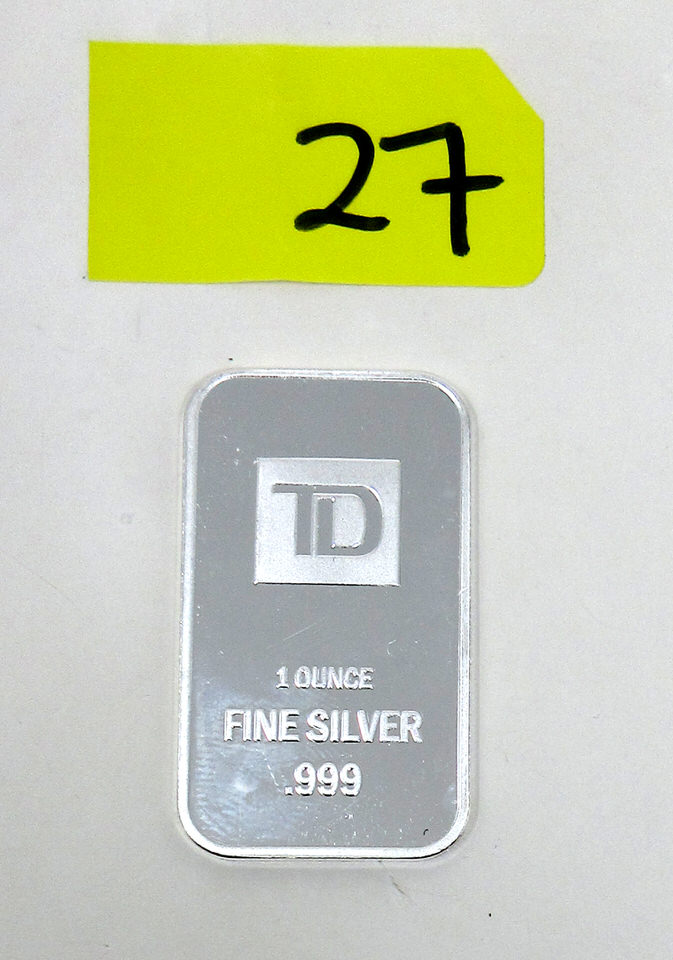 27
TD
1 OUNCE
FINE SILVER
.999